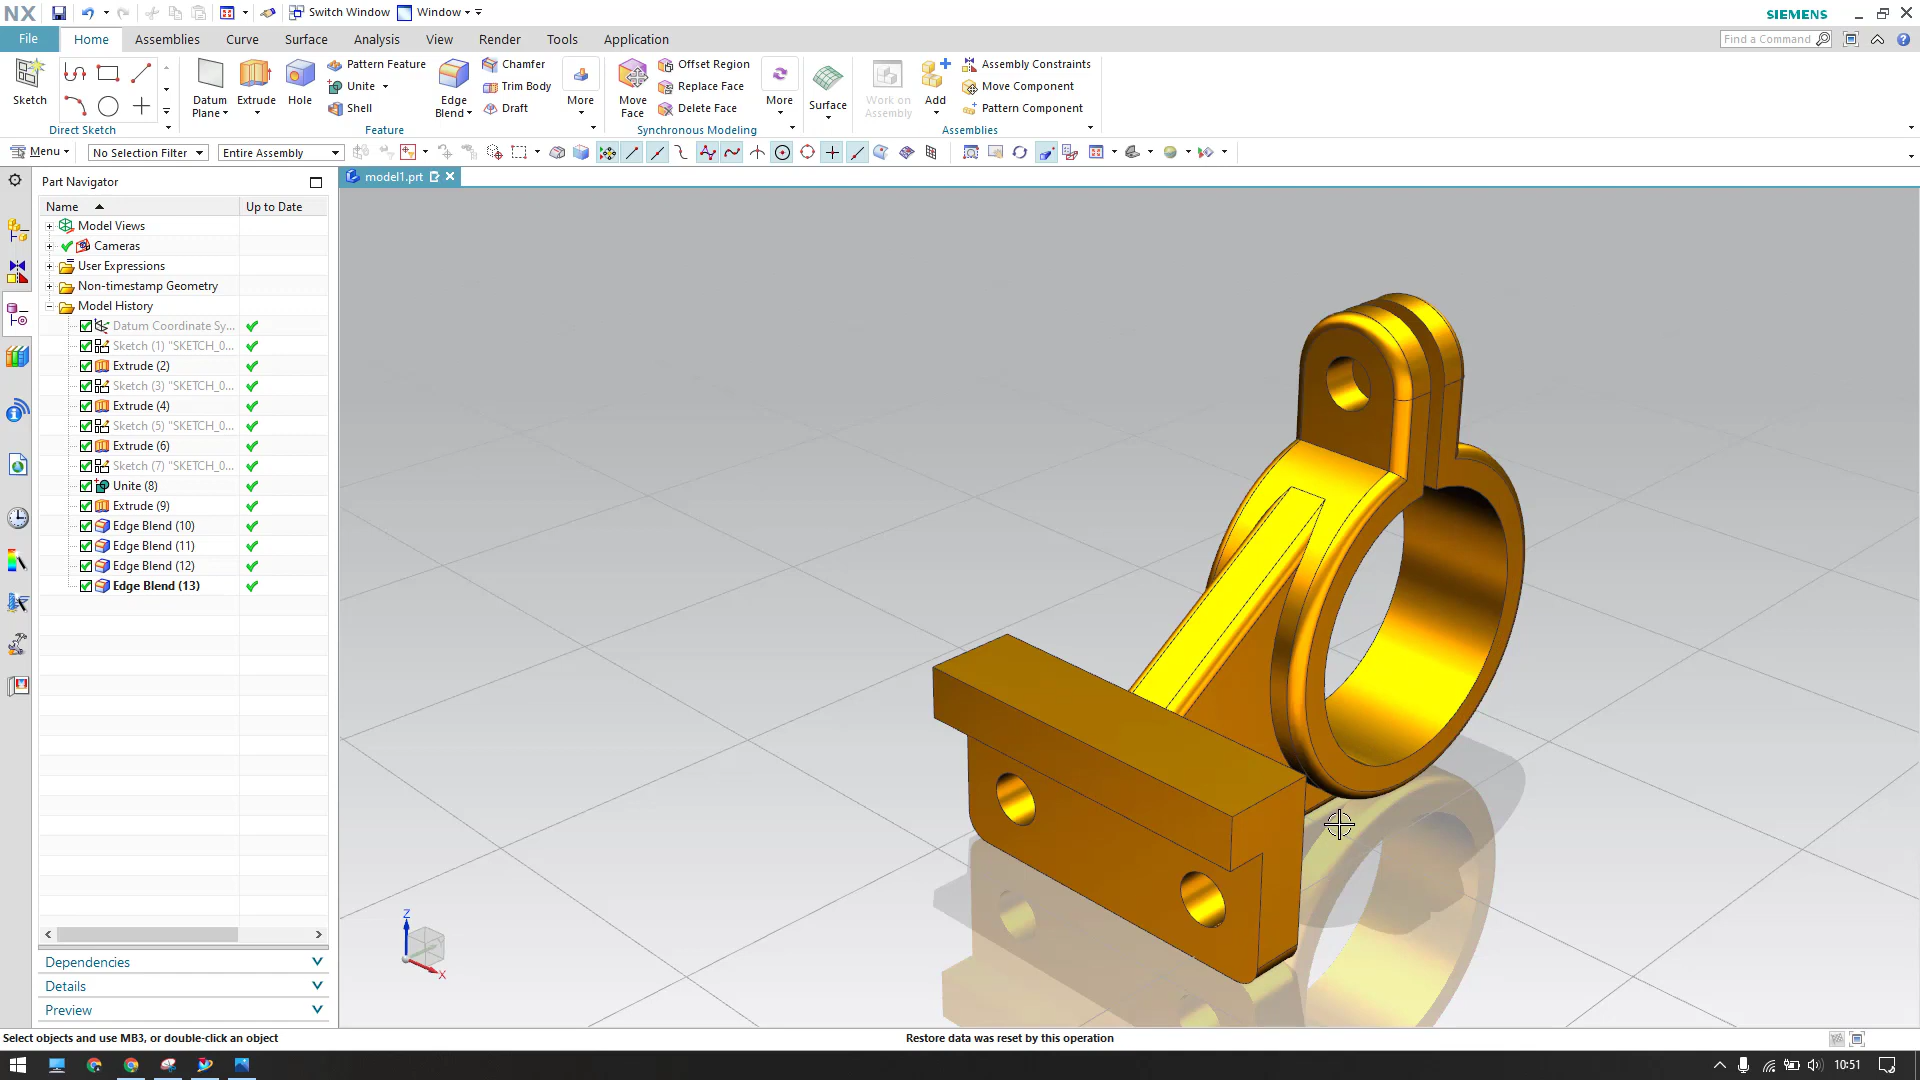 NX
Switch Window
Window
SIEMENS
File
Home
Assemblies
Curve
Surface
Analysis
View
Render
Tools
Application
Find a Command
Sketch
Direct Sketch
Datum
Plane
Extrude
Hole
Pattern Feature
Unite
Shell
Edge
Blend
Chamfer
Trim Body
Draft
More
Feature
Move
Face
Offset Region
Replace Face
Delete Face
More
Synchronous Modeling
Surface
Work on
Assembly
Add
Assembly Constraints
Move Component
Pattern Component
Assemblies
Menu
No Selection Filter
Entire Assembly
Part Navigator
model1.prt
Name
Up to Date
Model Views
Cameras
User Expressions
Non-timestamp Geometry
Model History
Datum Coordinate Sy...
Sketch (1) "SKETCH_0...
Extrude (2)
Sketch (3) "SKETCH_0...
Extrude (4)
Sketch (5) "SKETCH_0...
Extrude (6)
Sketch (7) "SKETCH_0...
Unite (8)
Extrude (9)
Edge Blend (10)
Edge Blend (11)
Edge Blend (12)
Edge Blend (13)
Z
X
Dependencies
Details
Preview
Select objects and use MB3, or double-click an object
Restore data was reset by this operation
10:51